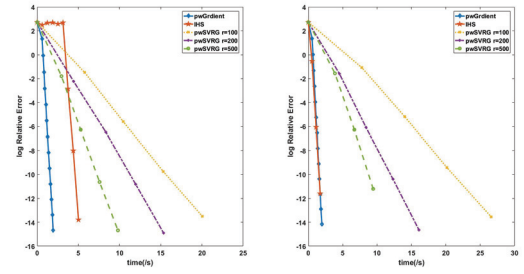 4
2
0
-2
-4
-6
-8
-10
-12
-14
-16
log Relative Error
0
5
10
15
20
25
time(/s)
pwGrdient
IHS
pwSVRG r=100
pwSVRG r=200
pwSVRG r=500
4
2
0
-2
-4
-6
-8
-10
-12
-14
-16
log Relative Error
0
5
10
15
20
25
30
time(/s)
pwGrdient
IHS
pwSVRG r=100
pwSVRG r=200
pwSVRG r=500